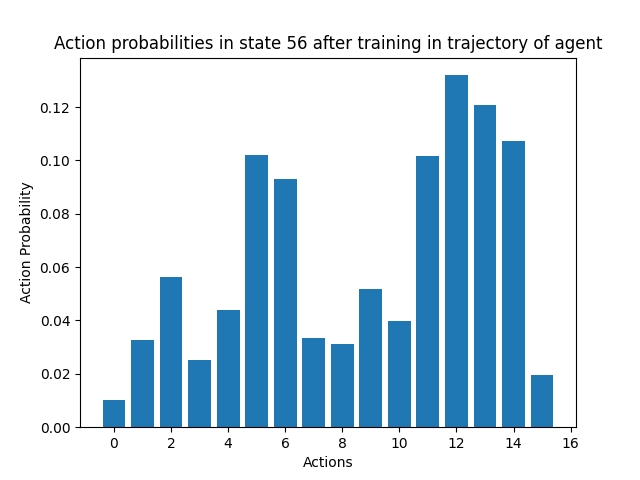 Action probabilities in state 56 after training in trajectory of agent
0.12
0.10
0.08
0.06
0.04
0.02
0.00
Action Probability
0 2 4 6 8 10 12 14 16
Actions